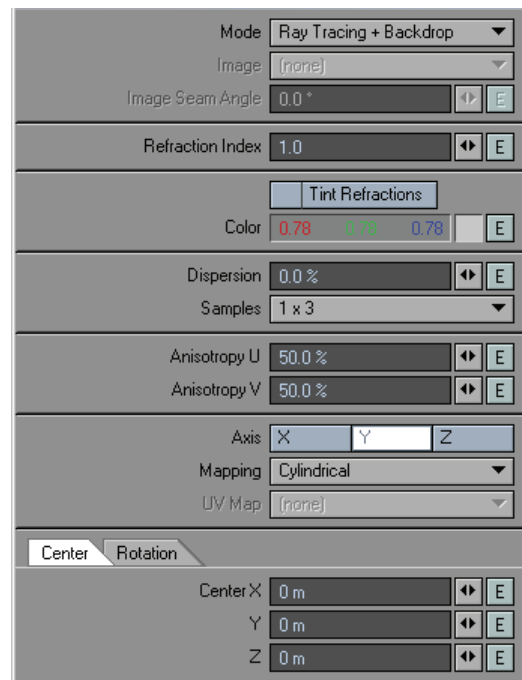 Mode Ray Tracing + Backdrop
Image (none)
Image Seam Angle 0.0 ° E
Refraction Index 1.0 E
Tint Refractions
Color 0.78 0.78 0.78 E
Dispersion 0.0 % E
Samples 1 x 3
Anisotropy U 50.0 % E
Anisotropy V 50.0 % E
Axis X Y Z
Mapping Cylindrical
UV Map (none)
Center Rotation
Center X 0 m E
Y 0 m E
Z 0 m E